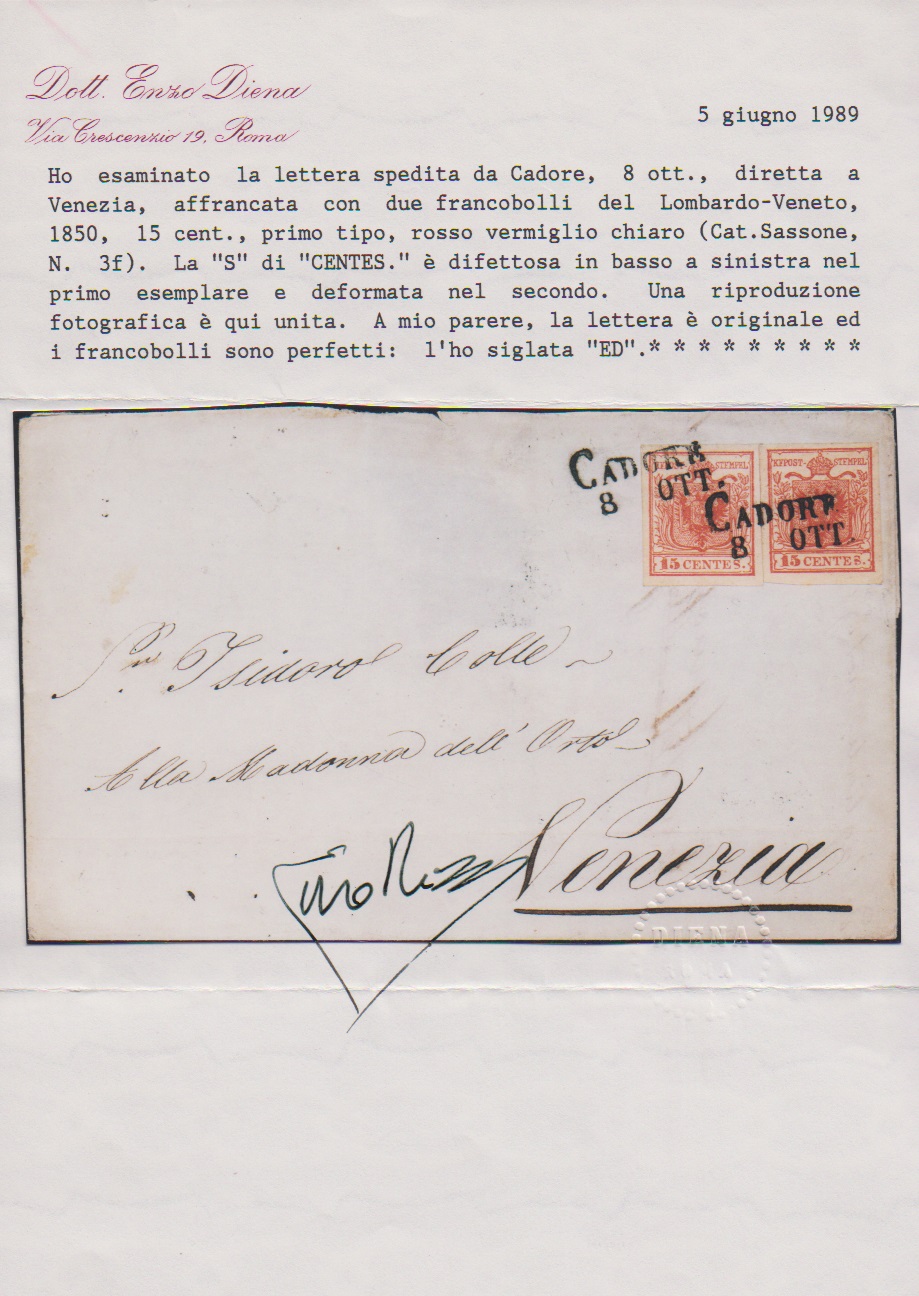 Dott. Enzo Diena
Via Crescenzio 19, Roma
5 giugno 1989
Ho esaminato la lettera spedita da Cadore, 8 ott., diretta a
Venezia, affrancata con due francobolli del Lombardo-Veneto,
1850, 15 cent., primo tipo, rosso vermiglio chiaro (Cat.Sassone,
N. 3f). La "S" di "CENTES." è difettosa in basso a sinistra nel
primo esemplare e deformata nel secondo. Una riproduzione
fotografica è qui unita. A mio parere, la lettera è originale ed
i francobolli sono perfetti: l'ho siglata "ED".* * * * * * * * *
CADORE
8 OTT.
STEMPEL
15 CENTES.
CADORE
8 OTT.
KFPOST-STEMPEL
15 CENTES.
Isidoro Colle
Alla Madonna dell' Orto
Venezia
DIENA